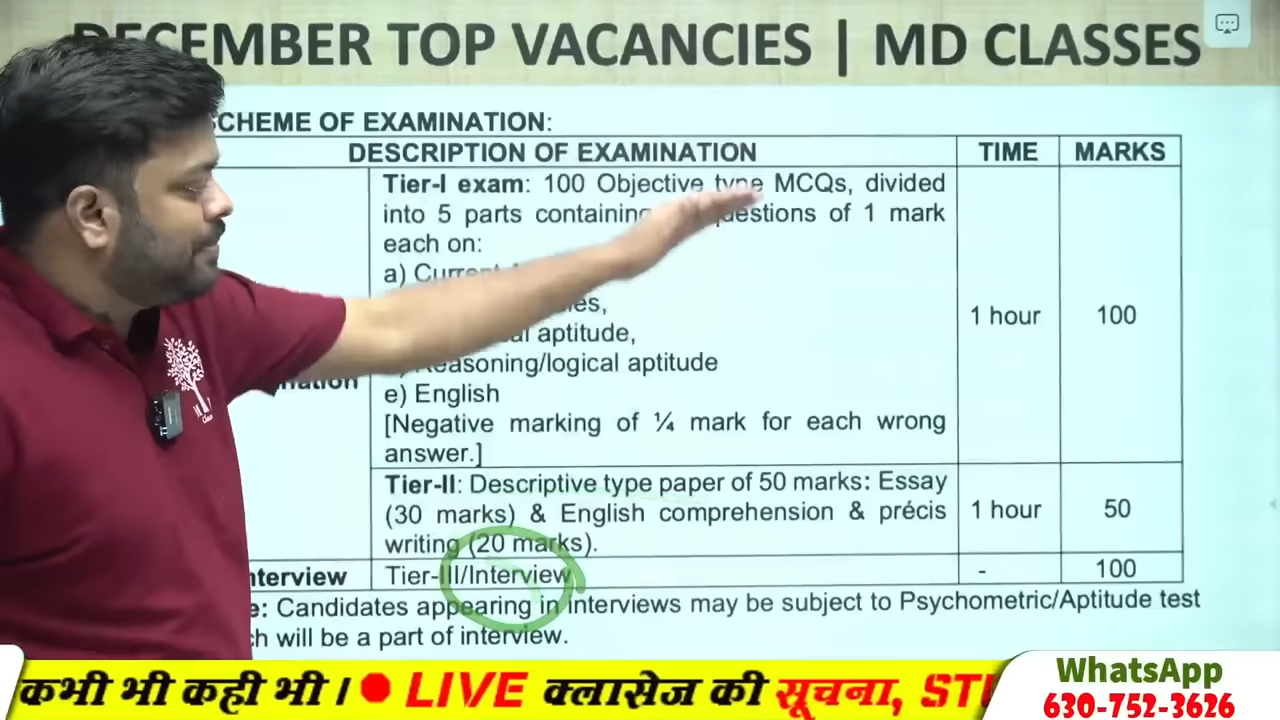 DECEMBER TOP VACANCIES | MD CLASSES
SCHEME OF EXAMINATION:
DESCRIPTION OF EXAMINATION
TIME
MARKS
Tier-I exam: 100 Objective type MCQs, divided
into 5 parts containing questions of 1 mark
each on:
a)
aptitude,
Reasoning/logical aptitude
e) English
[Negative marking of ¼ mark for each wrong
answer.]
1 hour
100
Tier-II: Descriptive type paper of 50 marks: Essay
(30 marks) & English comprehension & précis
writing (20 marks).
1 hour
50
Interview
Tier-III/Interview
-
100
Candidates appearing in interviews may be subject to Psychometric/Aptitude test
will be a part of interview.
कभी भी कही भी । LIVE क्लासेज की सूचना,
WhatsApp
630-752-3626